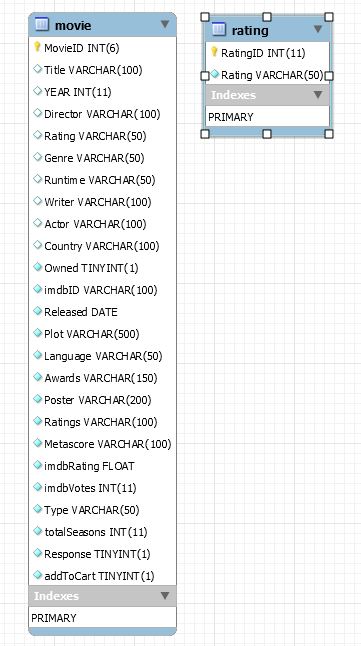 movie
MovieID INT(6)
Title VARCHAR(100)
YEAR INT(11)
Director VARCHAR(100)
Rating VARCHAR(50)
Genre VARCHAR(50)
Runtime VARCHAR(50)
Writer VARCHAR(100)
Actor VARCHAR(100)
Country VARCHAR(100)
Owned TINYINT(1)
imdbID VARCHAR(100)
Released DATE
Plot VARCHAR(500)
Language VARCHAR(50)
Awards VARCHAR(150)
Poster VARCHAR(200)
Ratings VARCHAR(100)
Metascore VARCHAR(100)
imdbRating FLOAT
imdbVotes INT(11)
Type VARCHAR(50)
totalSeasons INT(11)
Response TINYINT(1)
addToCart TINYINT(1)
Indexes
PRIMARY
rating
RatingID INT(11)
Rating VARCHAR(50)
Indexes
PRIMARY